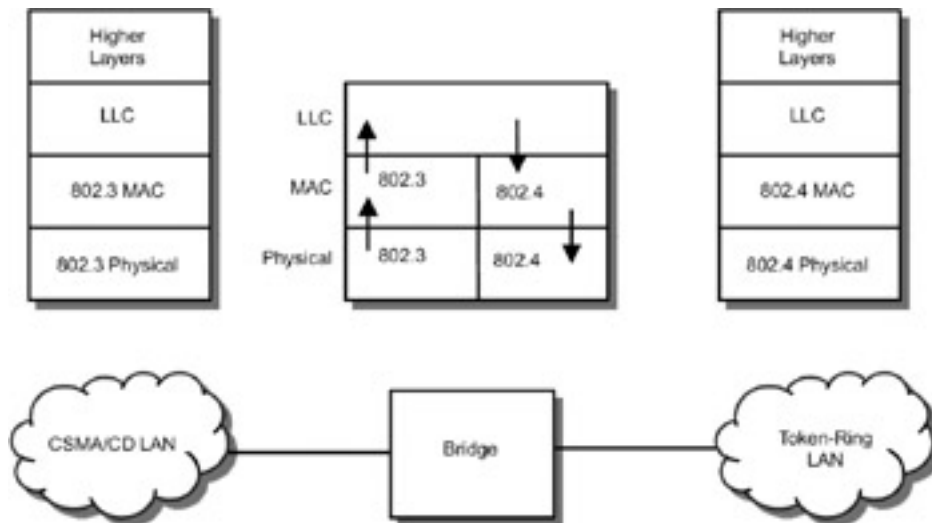 Higher
Layers
LLC
802.3 MAC
802.3 Physical
LLC
MAC
Physical
802.3
802.4
802.3
802.4
Higher
Layers
LLC
802.4 MAC
802.4 Physical
CSMA/CD LAN
Bridge
Token-Ring
LAN